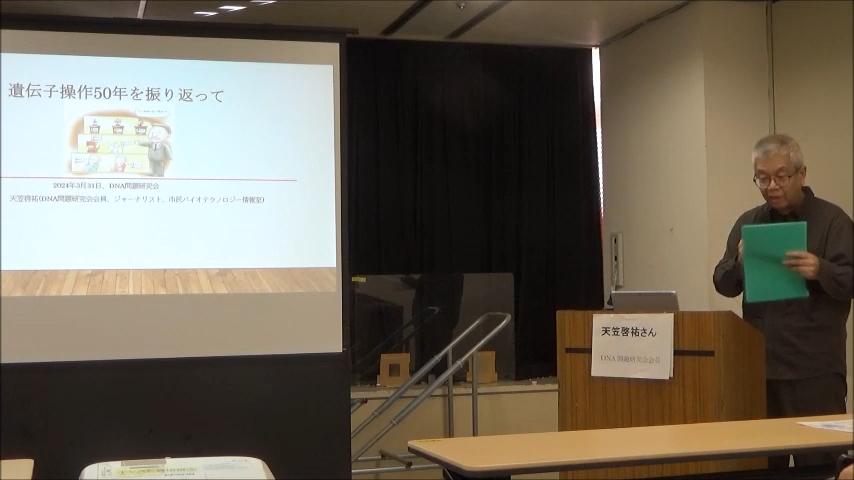 遺伝子操作50年を振り返って
2024年3月31日、DNA問題研究会
天笠啓祐(DNA問題研究会会員、ジャーナリスト、市民バイオテクノロジー情報室)
天笠啓祐さん
DNA問題研究会会員